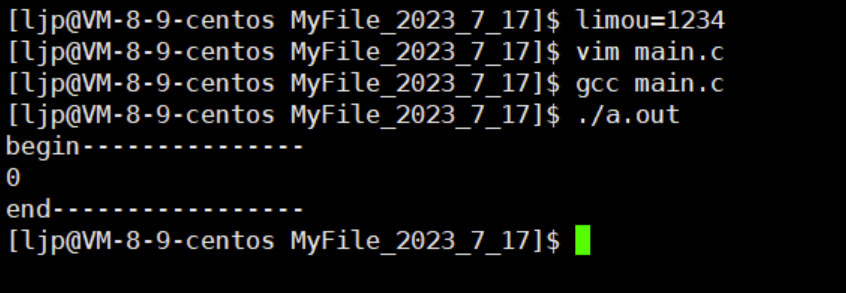 [ljp@VM-8-9-centos MyFile_2023_7_17]$ limou=1234
[ljp@VM-8-9-centos MyFile_2023_7_17]$ vim main.c
[ljp@VM-8-9-centos MyFile_2023_7_17]$ gcc main.c
[ljp@VM-8-9-centos MyFile_2023_7_17]$ ./a.out
begin---------------
0
end-----------------
[ljp@VM-8-9-centos MyFile_2023_7_17]$